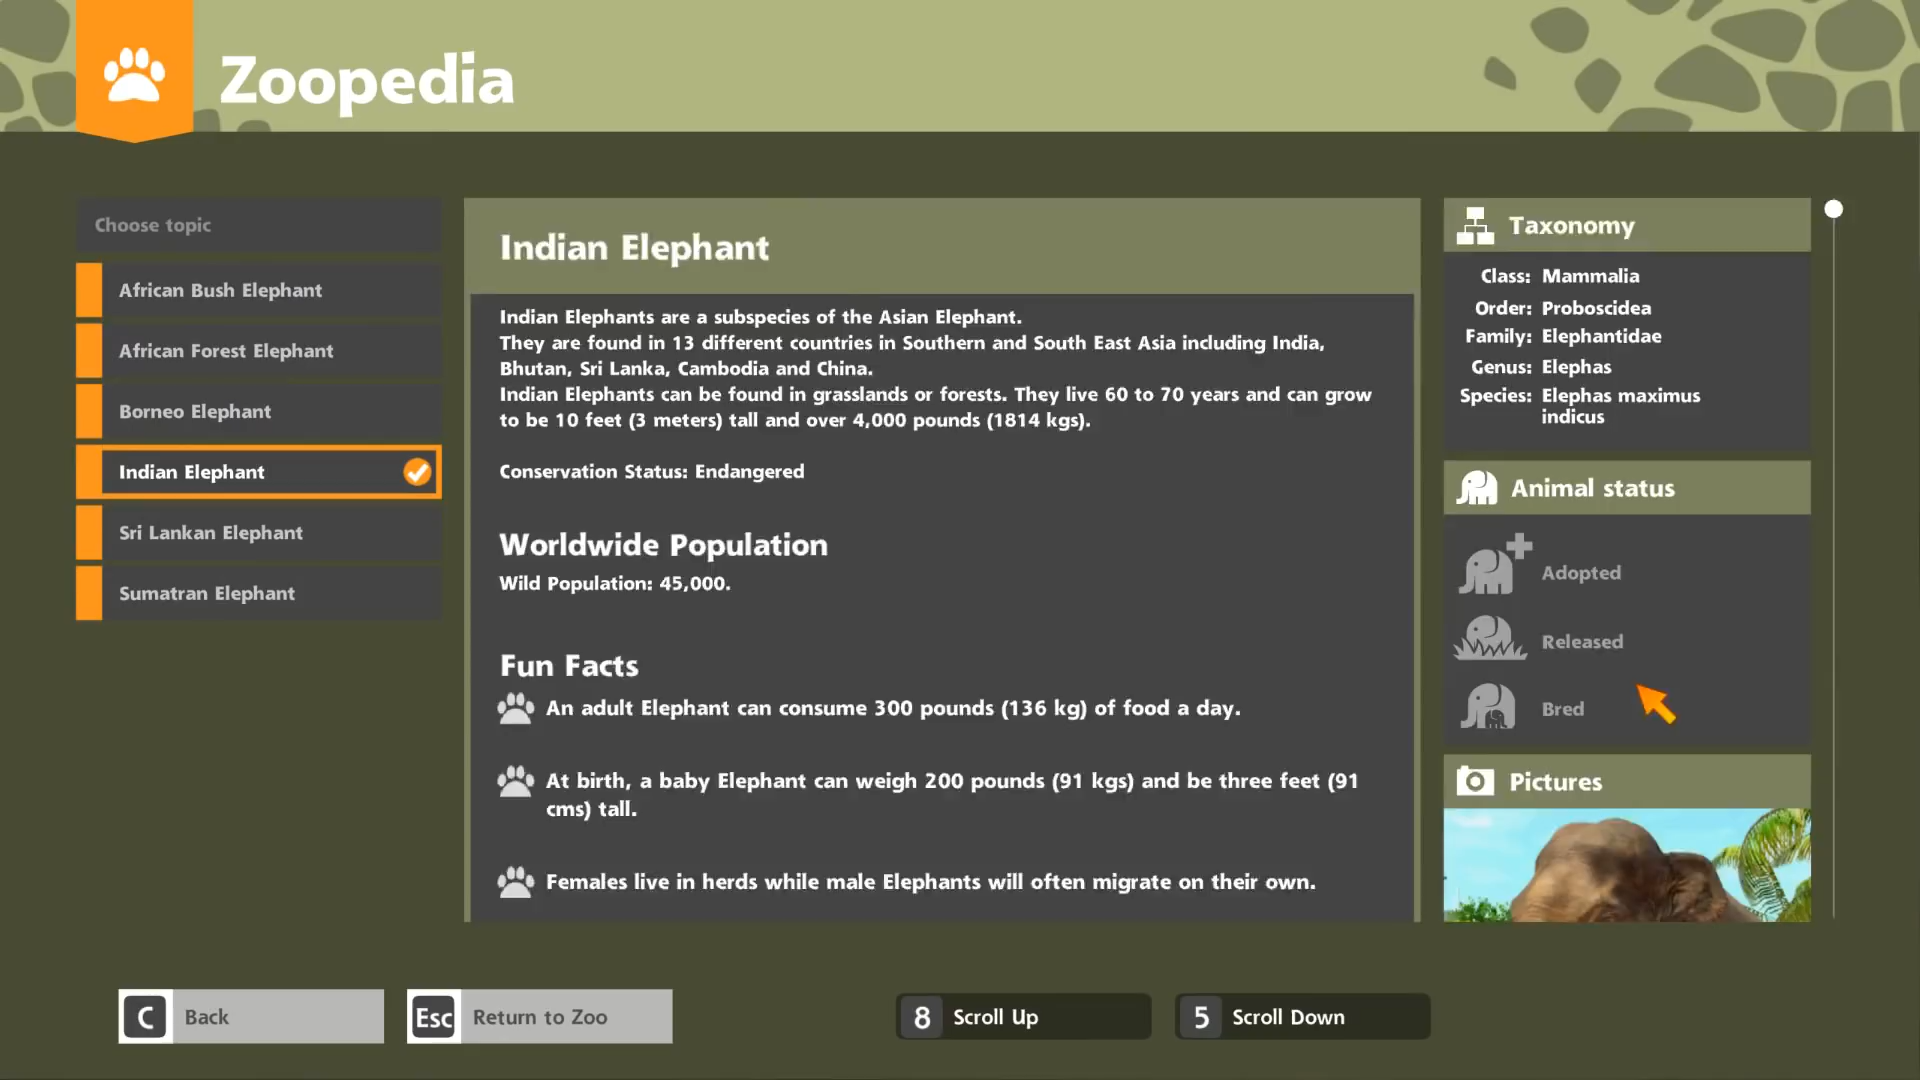 Zoopedia
Choose topic
African Bush Elephant
African Forest Elephant
Borneo Elephant
Indian Elephant
Sri Lankan Elephant
Sumatran Elephant
Indian Elephant
Indian Elephants are a subspecies of the Asian Elephant.
They are found in 13 different countries in Southern and South East Asia including India,
Bhutan, Sri Lanka, Cambodia and China.
Indian Elephants can be found in grasslands or forests. They live 60 to 70 years and can grow
to be 10 feet (3 meters) tall and over 4,000 pounds (1814 kgs).
Conservation Status: Endangered
Worldwide Population
Wild Population: 45,000.
Fun Facts
An adult Elephant can consume 300 pounds (136 kg) of food a day.
At birth, a baby Elephant can weigh 200 pounds (91 kgs) and be three feet (91
cms) tall.
Females live in herds while male Elephants will often migrate on their own.
Taxonomy
Class: Mammalia
Order: Proboscidea
Family: Elephantidae
Genus: Elephas
Species: Elephas maximus
indicus
Animal status
Adopted
Released
Bred
Pictures
C Back
Esc Return to Zoo
8 Scroll Up
5 Scroll Down